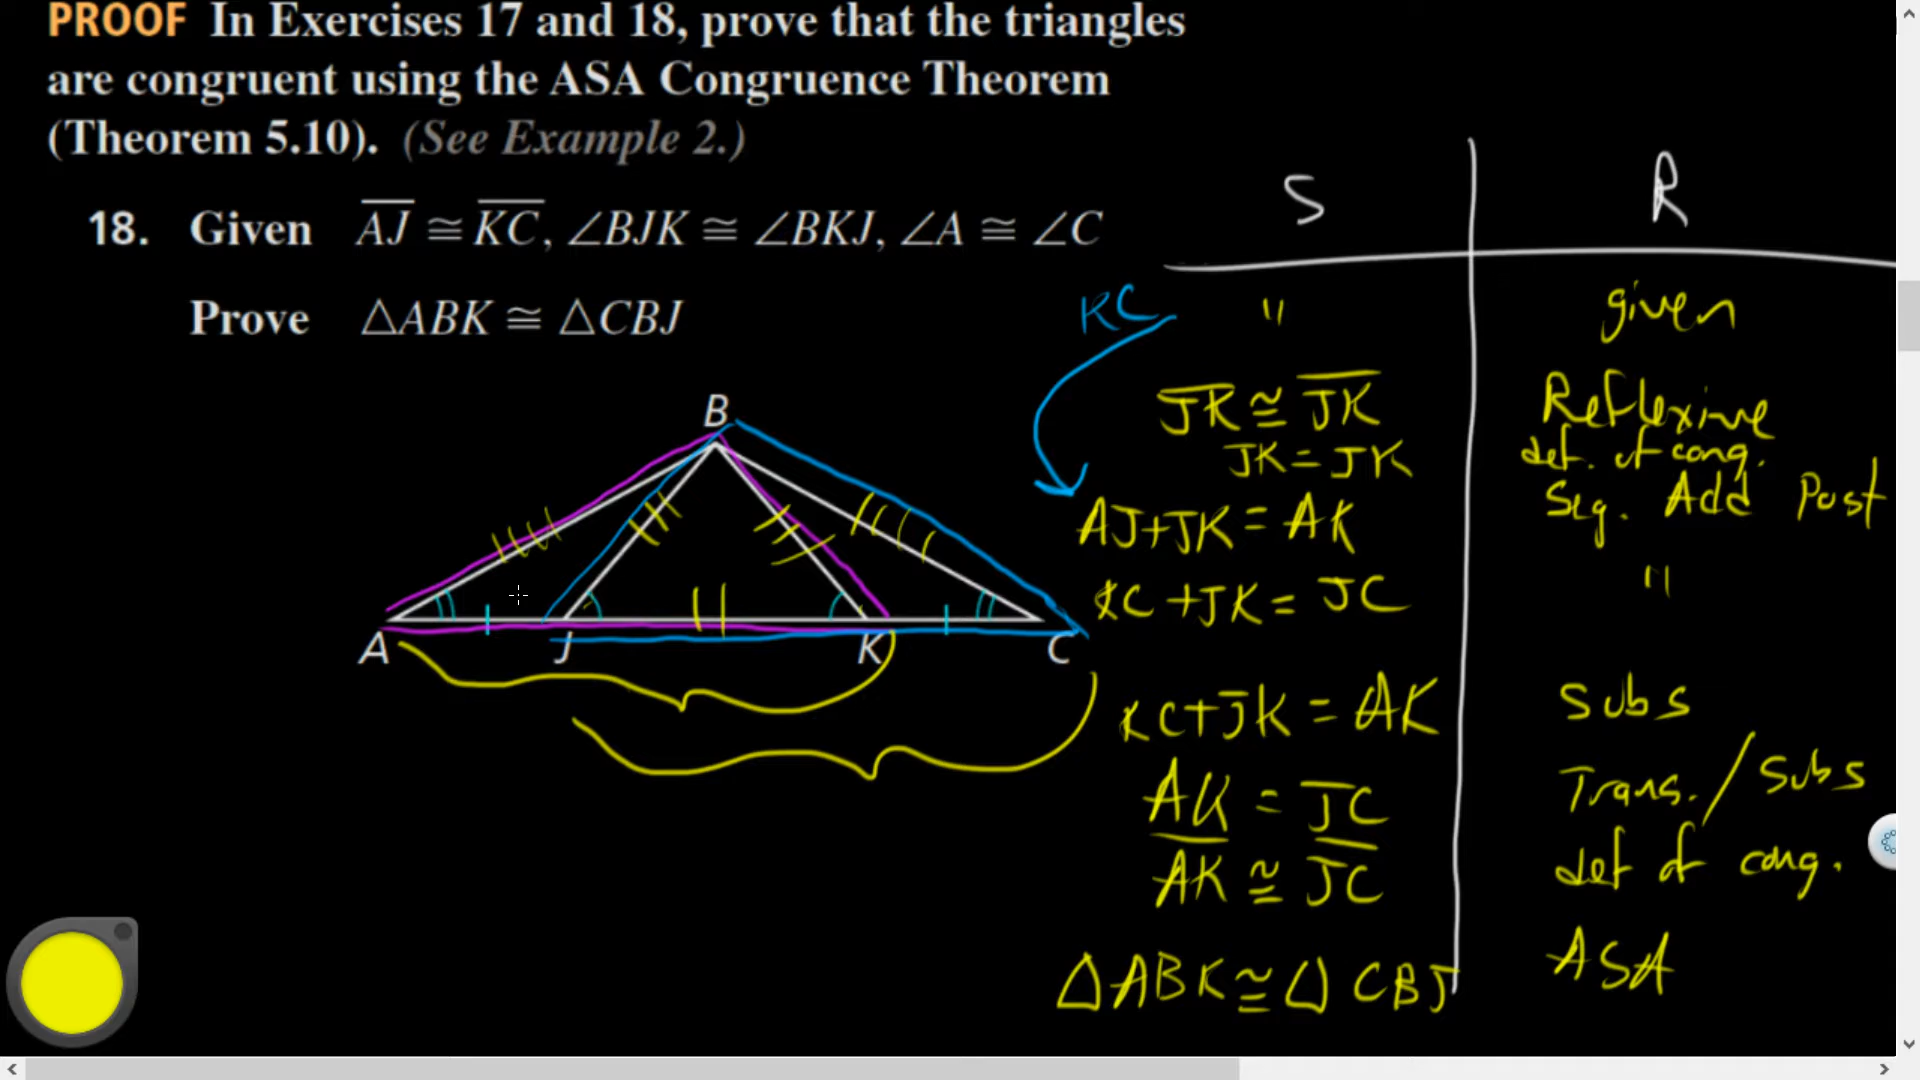 PROOF In Exercises 17 and 18, prove that the triangles
are congruent using the ASA Congruence Theorem
(Theorem 5.10). (See Example 2.)
18. Given AJ ≅ KC, ∠BJK ≅ ∠BKJ, ∠A ≅ ∠C
Prove △ABK ≅ △CBJ
S R
KC " given
JK ≅ JK Reflexive
JK = JK def. of cong.
AJ+JK = AK Seg. Add Post
KC+JK = JC "
KC+JK = AK Subs
AK = JC Trans./Subs
AK ≅ JC def of cong.
△ABK ≅ △CBJ ASA
B
A J K C